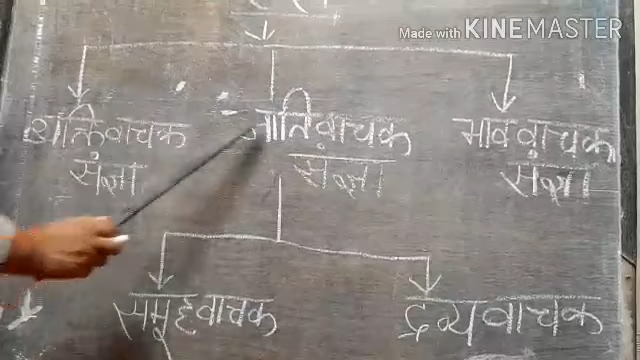 Made with KINEMASTER
व्यक्तिवाचक जातिवाचक भाववाचक
संज्ञा संज्ञा संज्ञा
समूहवाचक द्रव्यवाचक